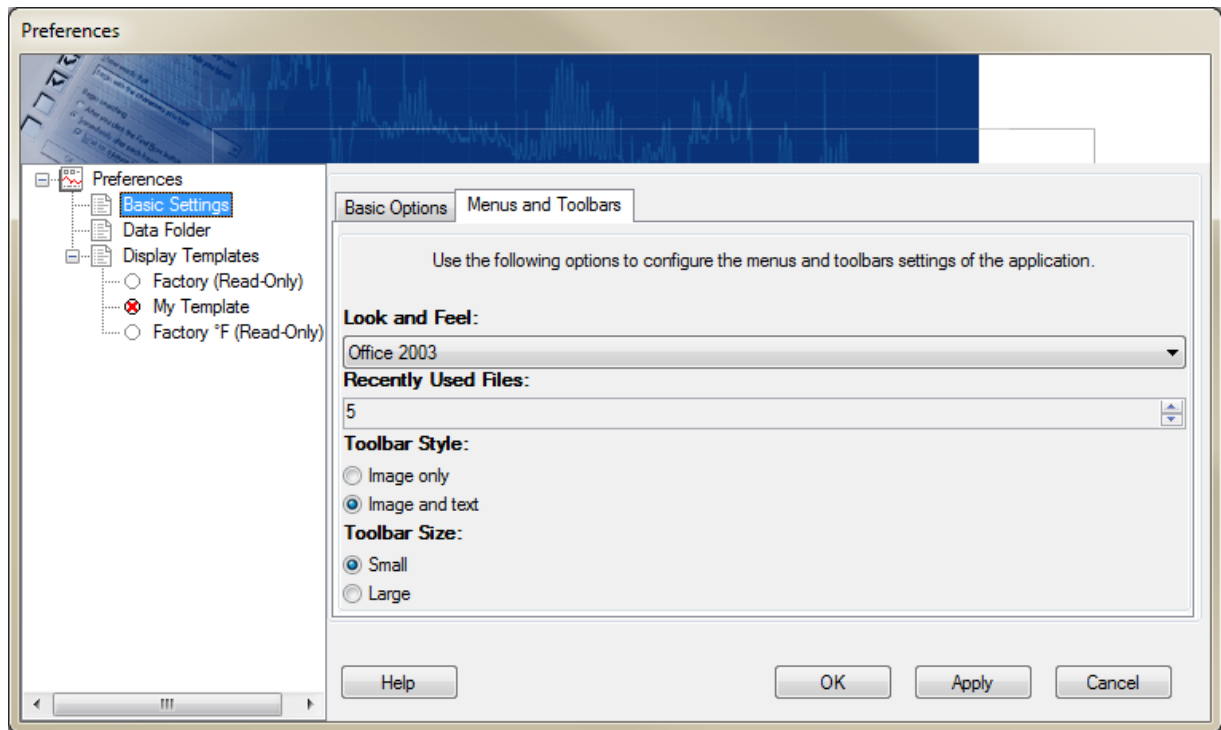 Preferences
Preferences
Basic Settings
Data Folder
Display Templates
Factory (Read-Only)
My Template
Factory °F (Read-Only)
Basic Options
Menus and Toolbars
Use the following options to configure the menus and toolbars settings of the application.
Look and Feel:
Office 2003
Recently Used Files:
5
Toolbar Style:
Image only
Image and text
Toolbar Size:
Small
Large
Help
OK
Apply
Cancel